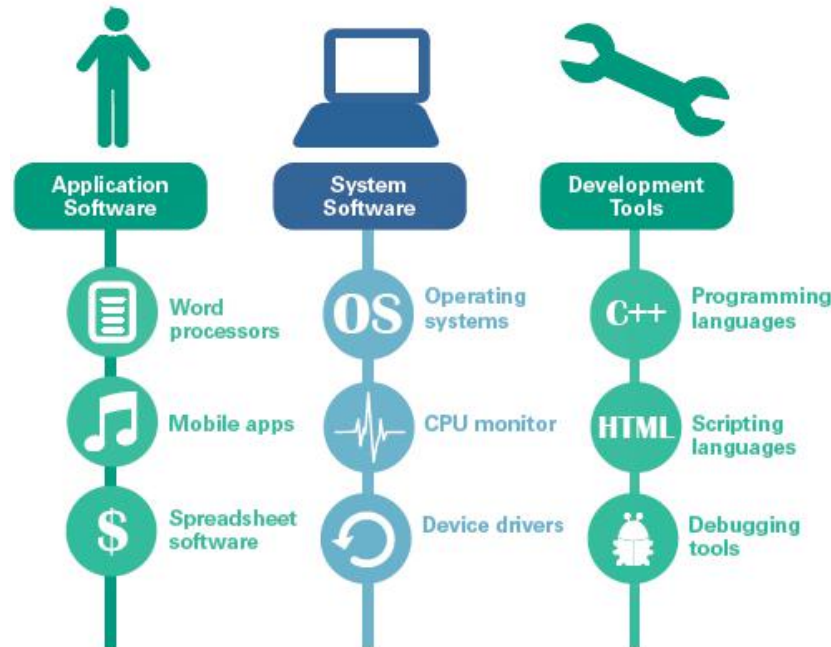 Application
Software
System
Software
Development
Tools
Word
processors
Mobile apps
$
Spreadsheet
software
OS
Operating
systems
CPU monitor
Device drivers
C++
Programming
languages
HTML
Scripting
languages
Debugging
tools